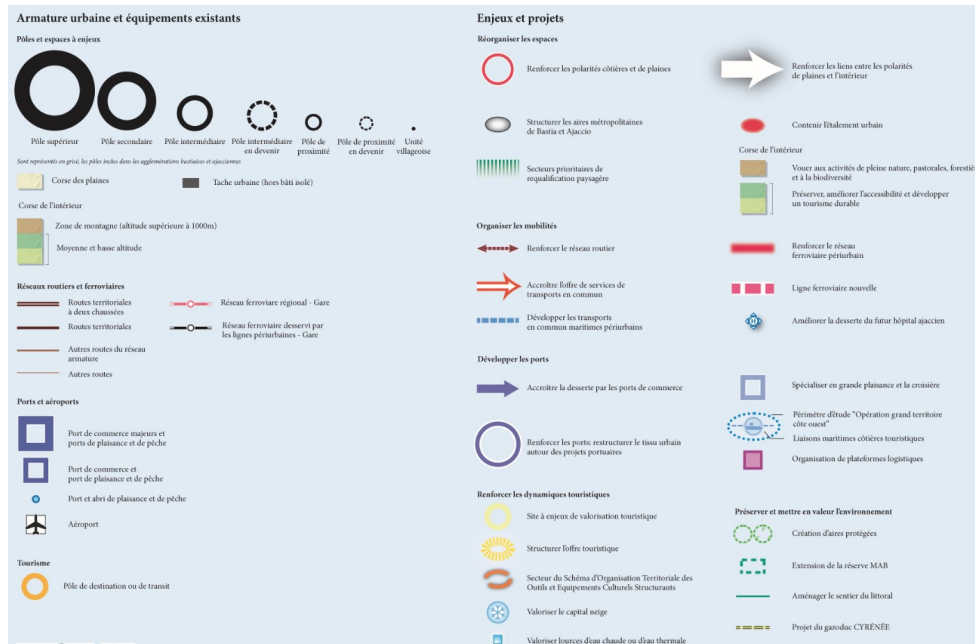 Armature urbaine et équipements existants
Pôles et espaces à enjeux
Pôle supérieur
Pôle secondaire
Pôle intermédiaire
Pôle intermédiaire
en devenir
Pôle de
proximité
Pôle de proximité
en devenir
Unité
villageoise
Sont représentés en grisé, les pôles inclus dans les agglomérations bastiaises et ajacciennes
Corse des plaines
Tache urbaine (hors bâti isolé)
Corse de l'intérieur
Zone de montagne (altitude supérieure à 1000m)
Moyenne et basse altitude
Réseaux routiers et ferroviaires
Routes territoriales
à deux chaussées
Réseau ferroviare régional - Gare
Routes territoriales
Réseau ferroviaire desservi par
les lignes périurbaines - Gare
Autres routes du réseau
armature
Autres routes
Ports et aéroports
Port de commerce majeurs et
ports de plaisance et de pêche
Port de commerce et
port de plaisance et de pêche
Port et abri de plaisance et de pêche
Aéroport
Tourisme
Pôle de destination ou de transit
Enjeux et projets
Réorganiser les espaces
Renforcer les polarités côtières et de plaines
Renforcer les liens entre les polarités
de plaines et l'intérieur
Structurer les aires métropolitaines
de Bastia et Ajaccio
Contenir l'étalement urbain
Secteurs prioritaires de
requalification paysagère
Corse de l'intérieur
Vouer aux activités de pleine nature, pastorales, forestiè
et à la biodiversité
Préserver, améliorer l'accessibilité et développer
un tourisme durable
Organiser les mobilités
Renforcer le réseau routier
Renforcer le réseau
ferroviaire périurbain
Accroître l'offre de services de
transports en commun
Ligne ferroviaire nouvelle
Développer les transports
en commun maritimes périurbains
H
Améliorer la desserte du futur hôpital ajaccien
Développer les ports
Accroître la desserte par les ports de commerce
Spécialiser en grande plaisance et la croisière
Renforcer les ports: restructurer le tissu urbain
autour des projets portuaires
Périmètre d'étude "Opération grand territoire
côte ouest"
Liaisons maritimes côtières touristiques
Organisation de plateformes logistiques
Renforcer les dynamiques touristiques
Site à enjeux de valorisation touristique
Structurer l'offre touristique
Secteur du Schéma d'Organisation Territoriale des
Outils et Equipements Culturels Structurants
Valoriser le capital neige
Valoriser lources d'eau chaude ou d'eau thermale
Préserver et mettre en valeur l'environnement
?
Création d'aires protégées
Extension de la réserve MAB
Aménager le sentier du littoral
Projet du gazoduc CYRÉNÉE